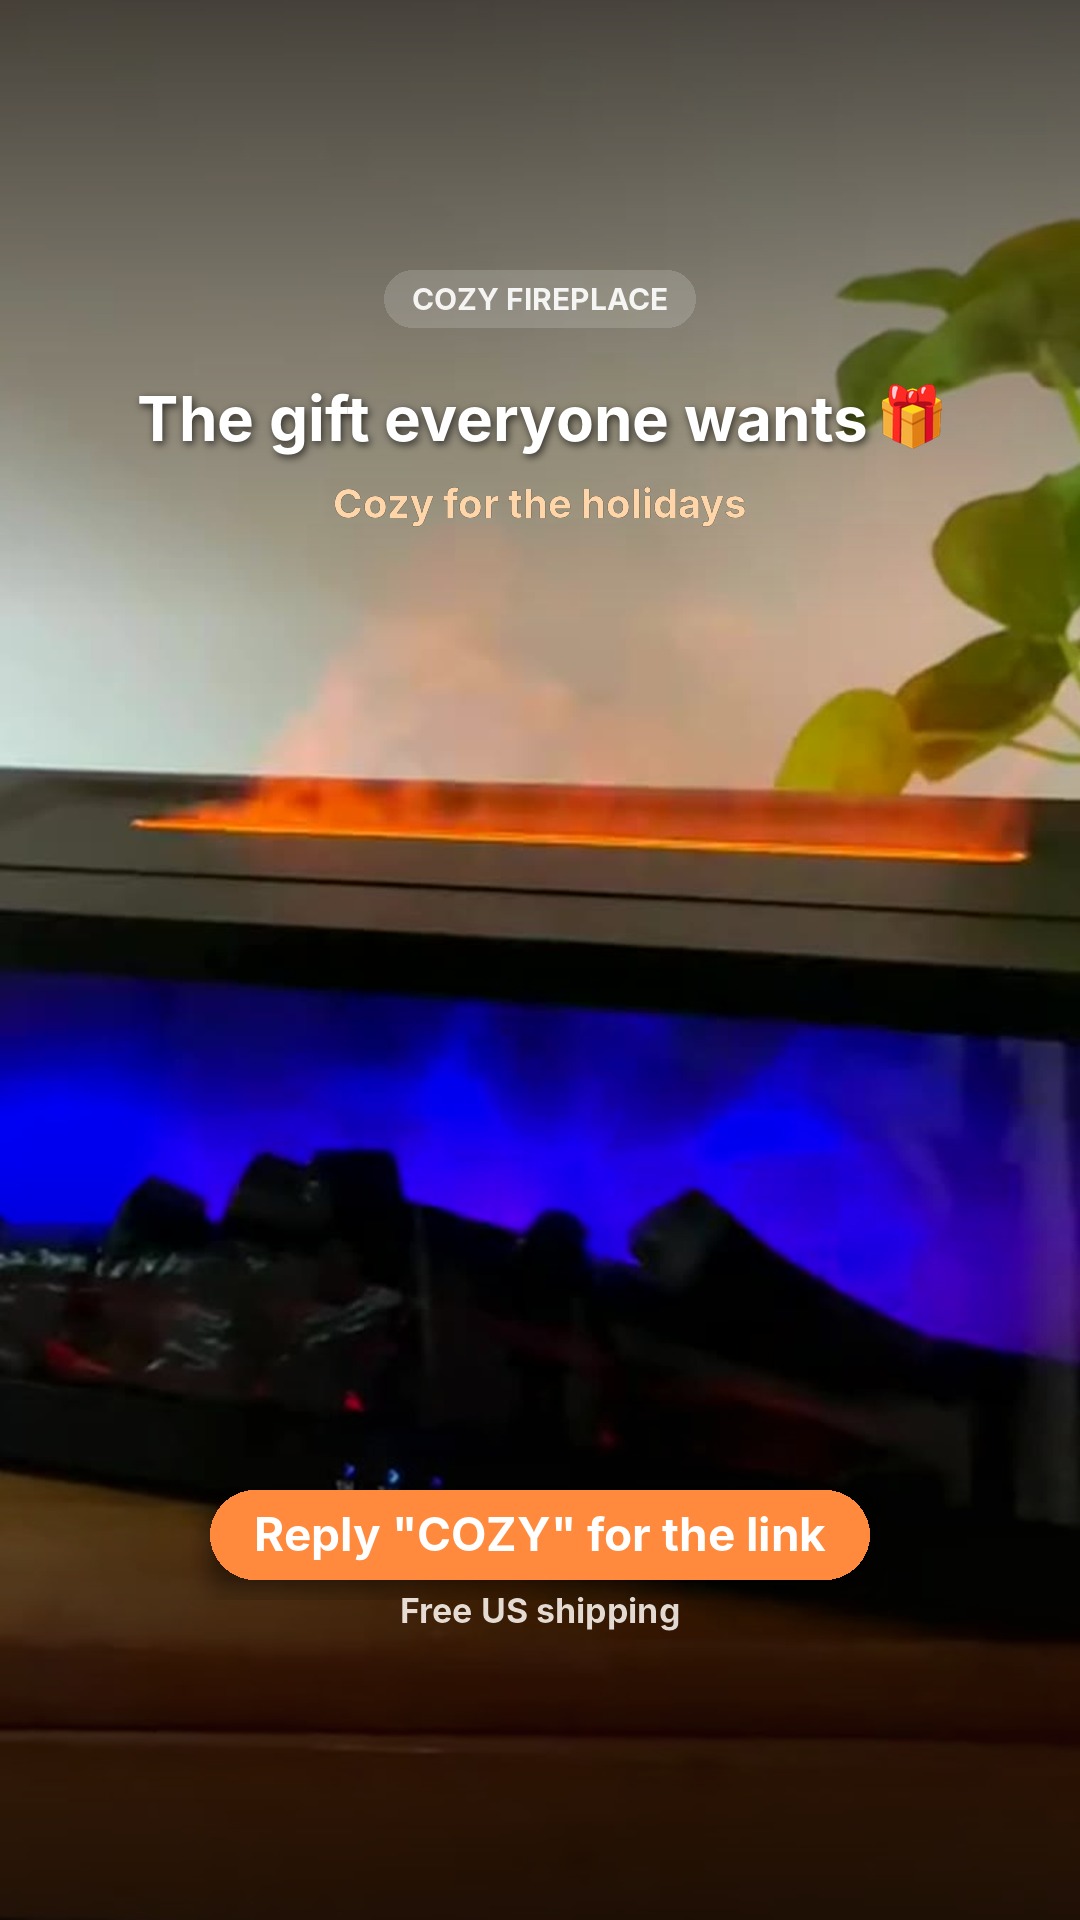 COZY FIREPLACE
The gift everyone wants🎁
Cozy for the holidays
Reply "COZY" for the link
Free US shipping